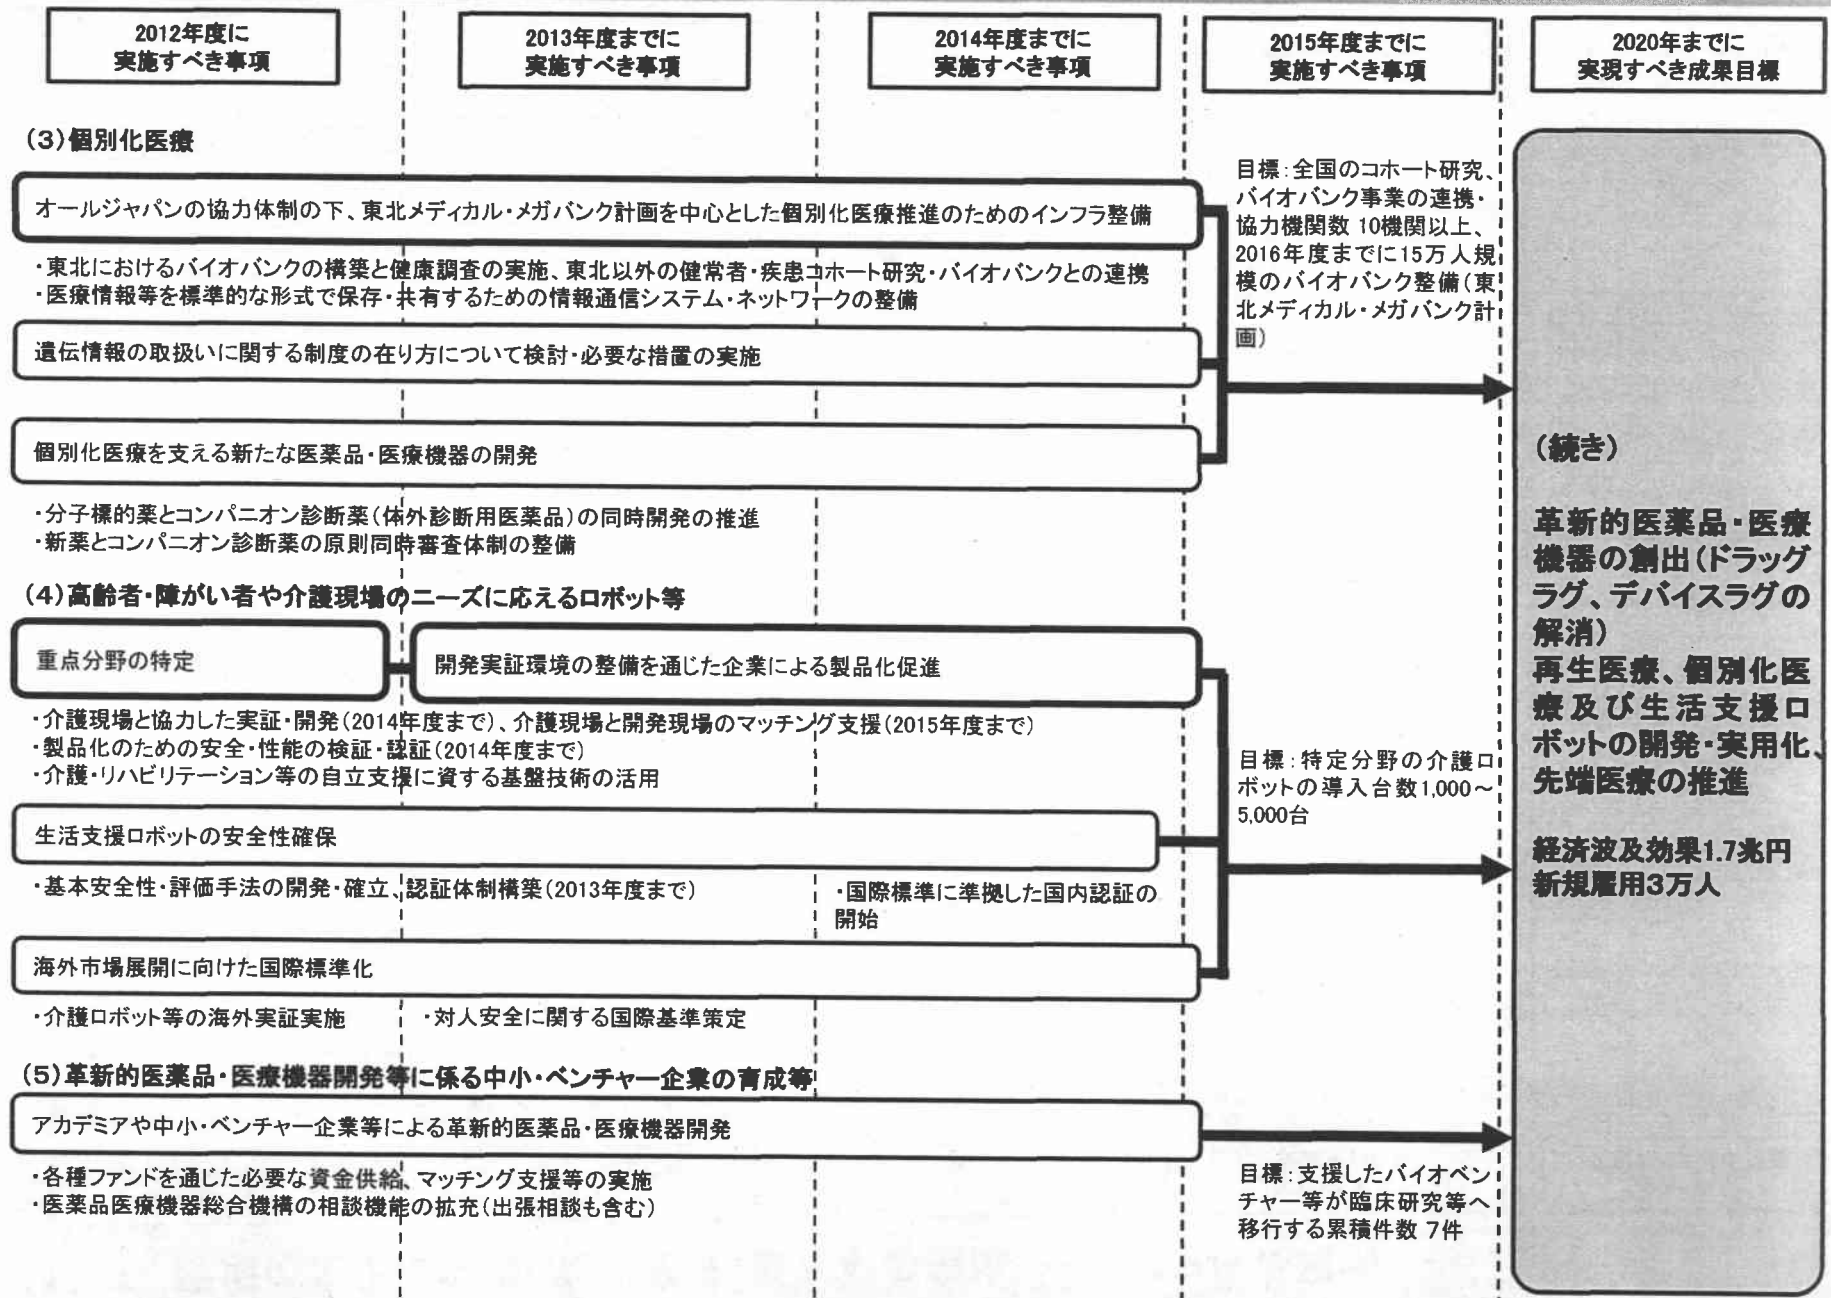 2012年度に
実施すべき事項
2013年度までに
実施すべき事項
2014年度までに
実施すべき事項
2015年度までに
実施すべき事項
2020年までに
実現すべき成果目標
(3)個別化医療
オールジャパンの協力体制の下、東北メディカル・メガバンク計画を中心とした個別化医療推進のためのインフラ整備
・東北におけるバイオバンクの構築と健康調査の実施、東北以外の健常者・疾患コホート研究・バイオバンクとの連携
・医療情報等を標準的な形式で保存・共有するための情報通信システム・ネットワークの整備
遺伝情報の取扱いに関する制度の在り方について検討・必要な措置の実施
個別化医療を支える新たな医薬品・医療機器の開発
・分子標的薬とコンパニオン診断薬(体外診断用医薬品)の同時開発の推進
・新薬とコンパニオン診断薬の原則同時審査体制の整備
目標:全国のコホート研究、
バイオバンク事業の連携・
協力機関数 10機関以上、
2016年度までに15万人規
模のバイオバンク整備(東
北メディカル・メガバンク計
画)
(4)高齢者・障がい者や介護現場のニーズに応えるロボット等
重点分野の特定
開発実証環境の整備を通じた企業による製品化促進
・介護現場と協力した実証・開発(2014年度まで)、介護現場と開発現場のマッチング支援(2015年度まで)
・製品化のための安全・性能の検証・認証(2014年度まで)
・介護・リハビリテーション等の自立支援に資する基盤技術の活用
生活支援ロボットの安全性確保
・基本安全性・評価手法の開発・確立、認証体制構築(2013年度まで)
・国際標準に準拠した国内認証の
開始
海外市場展開に向けた国際標準化
・介護ロボット等の海外実証実施
・対人安全に関する国際基準策定
目標:特定分野の介護ロ
ボットの導入台数1,000～
5,000台
(5)革新的医薬品・医療機器開発等に係る中小・ベンチャー企業の育成等
アカデミアや中小・ベンチャー企業等による革新的医薬品・医療機器開発
・各種ファンドを通じた必要な資金供給、マッチング支援等の実施
・医薬品医療機器総合機構の相談機能の拡充(出張相談も含む)
目標:支援したバイオベン
チャー等が臨床研究等へ
移行する累積件数 7件
(続き)
革新的医薬品・医療
機器の創出(ドラッグ
ラグ、デバイスラグの
解消)
再生医療、個別化医
療及び生活支援ロ
ボットの開発・実用化、
先端医療の推進
経済波及効果1.7兆円
新規雇用3万人